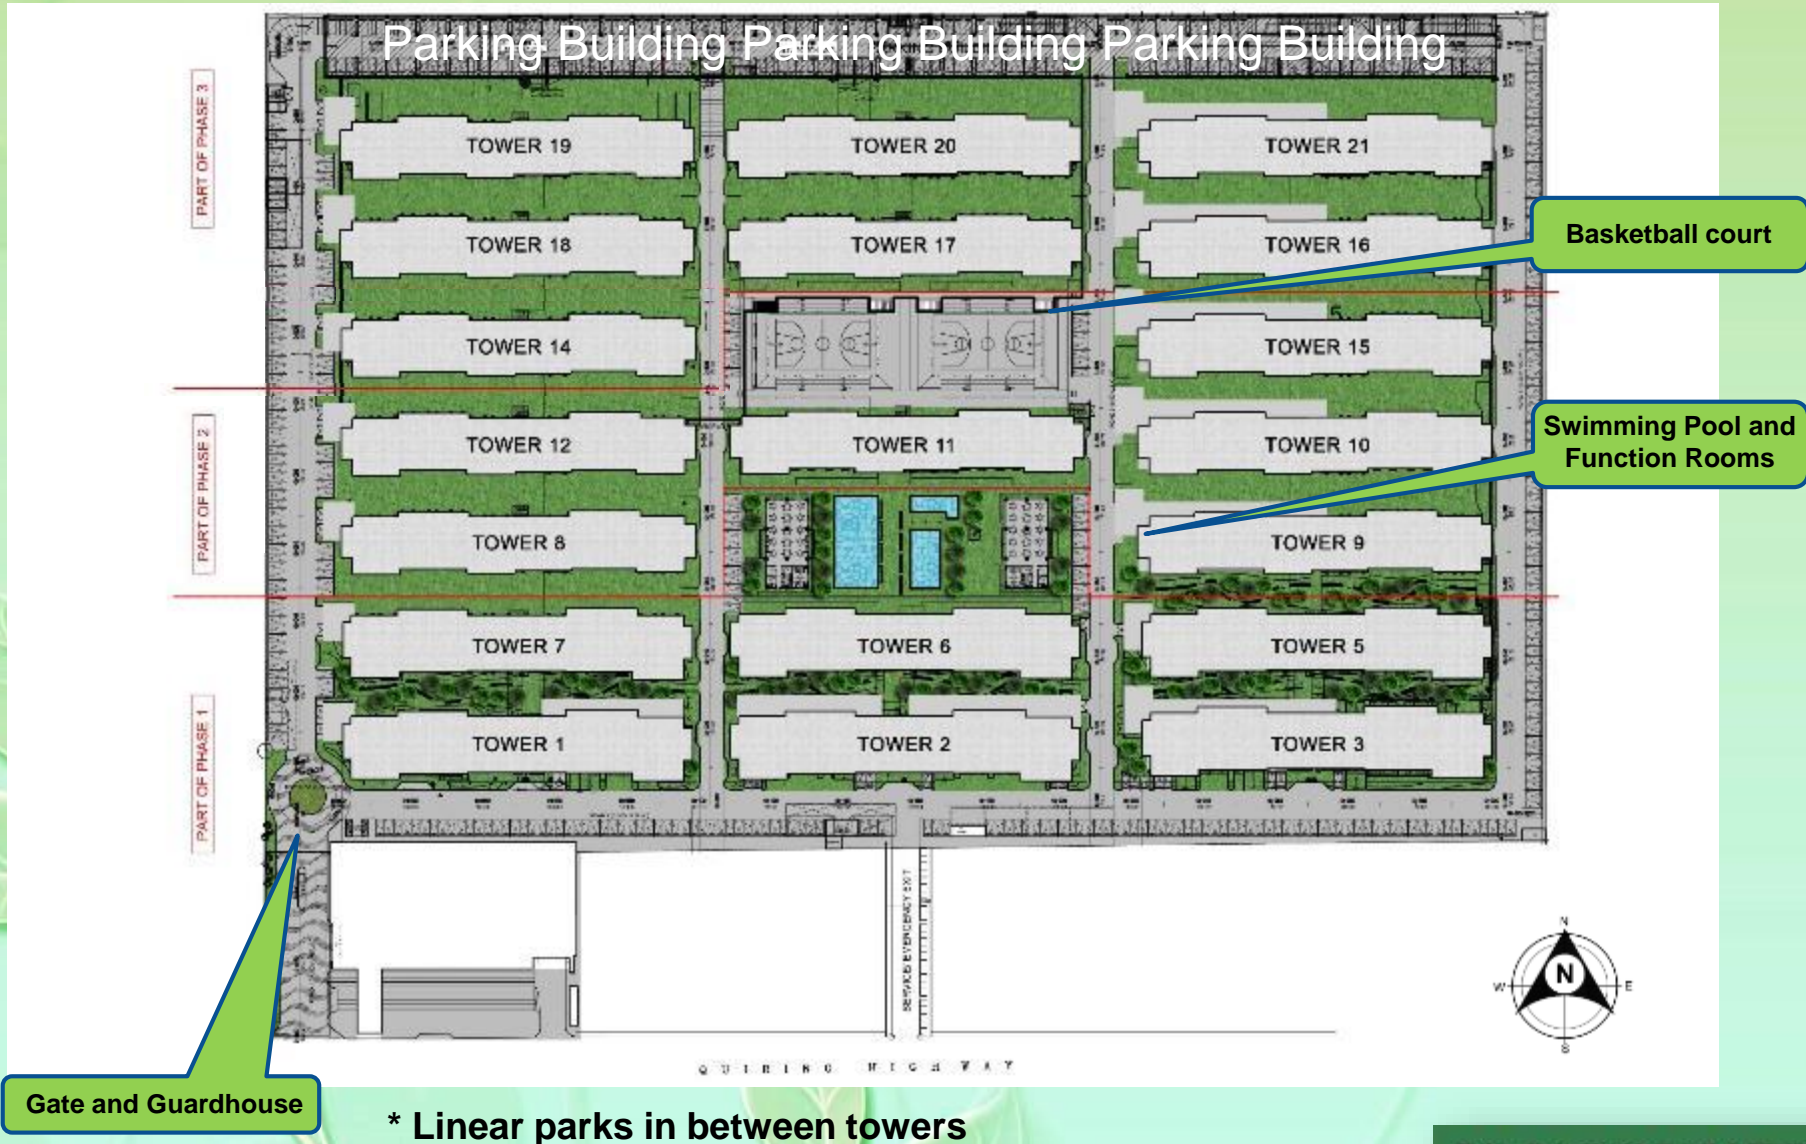 Parking Building Parking Building Parking Building
PART OF PHASE 3
TOWER 19
TOWER 20
TOWER 21
TOWER 18
TOWER 17
TOWER 16
Basketball court
TOWER 14
TOWER 15
5
PART OF PHASE 2
TOWER 12
TOWER 11
TOWER 10
Swimming Pool and
Function Rooms
TOWER 8
TOWER 9
TOWER 7
TOWER 6
TOWER 5
PART OF PHASE 1
TOWER 1
TOWER 2
TOWER 3
N
W
N
E
S
QUIRINO HIGHWAY
Gate and Guardhouse
* Linear parks in between towers